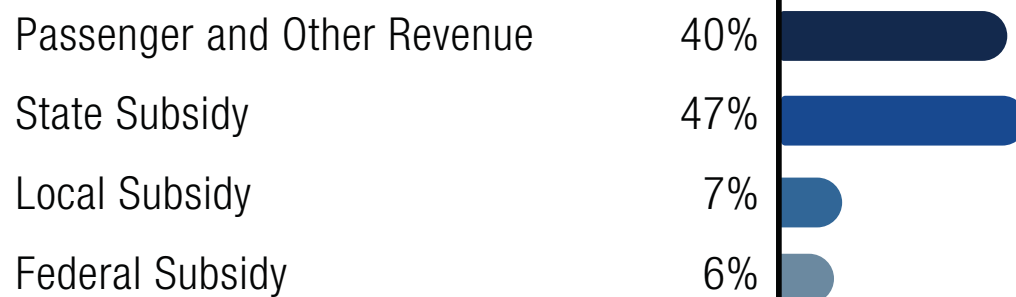 Passenger and Other Revenue 40%
State Subsidy 47%
Local Subsidy 7%
Federal Subsidy 6%